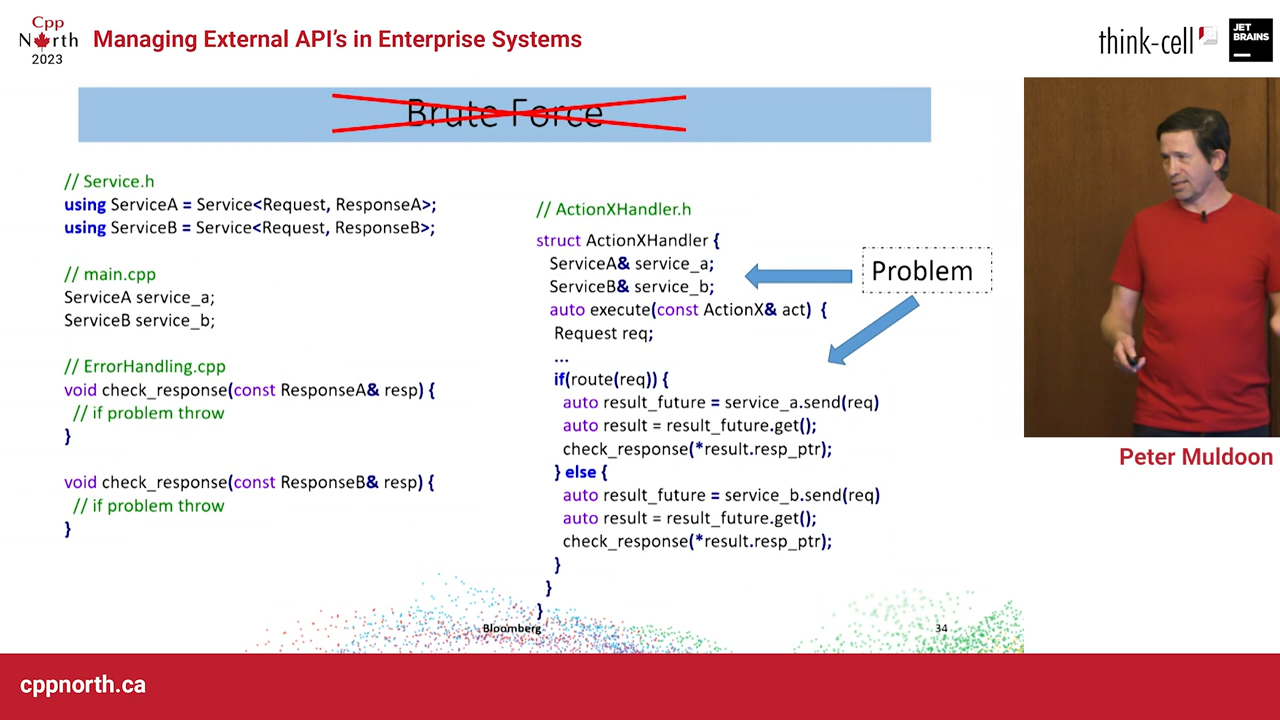 Cpp
North
2023
Managing External API's in Enterprise Systems
think-cell
JET
BRAINS
Brute Force
// Service.h
using ServiceA = Service<Request, ResponseA>;
using ServiceB = Service<Request, ResponseB>;
// main.cpp
ServiceA service_a;
ServiceB service_b;
// ErrorHandling.cpp
void check_response(const ResponseA& resp) {
// if problem throw
}
void check_response(const ResponseB& resp) {
// if problem throw
}
// ActionXHandler.h
struct ActionXHandler {
ServiceA& service_a;
ServiceB& service_b;
auto execute(const ActionX& act) {
Request req;
...
if(route(req)) {
auto result_future = service_a.send(req)
auto result = result_future.get();
check_response(*result.resp_ptr);
} else {
auto result_future = service_b.send(req)
auto result = result_future.get();
check_response(*result.resp_ptr);
}
}
}
Problem
Bloomberg
34
Peter Muldoon
cppnorth.ca